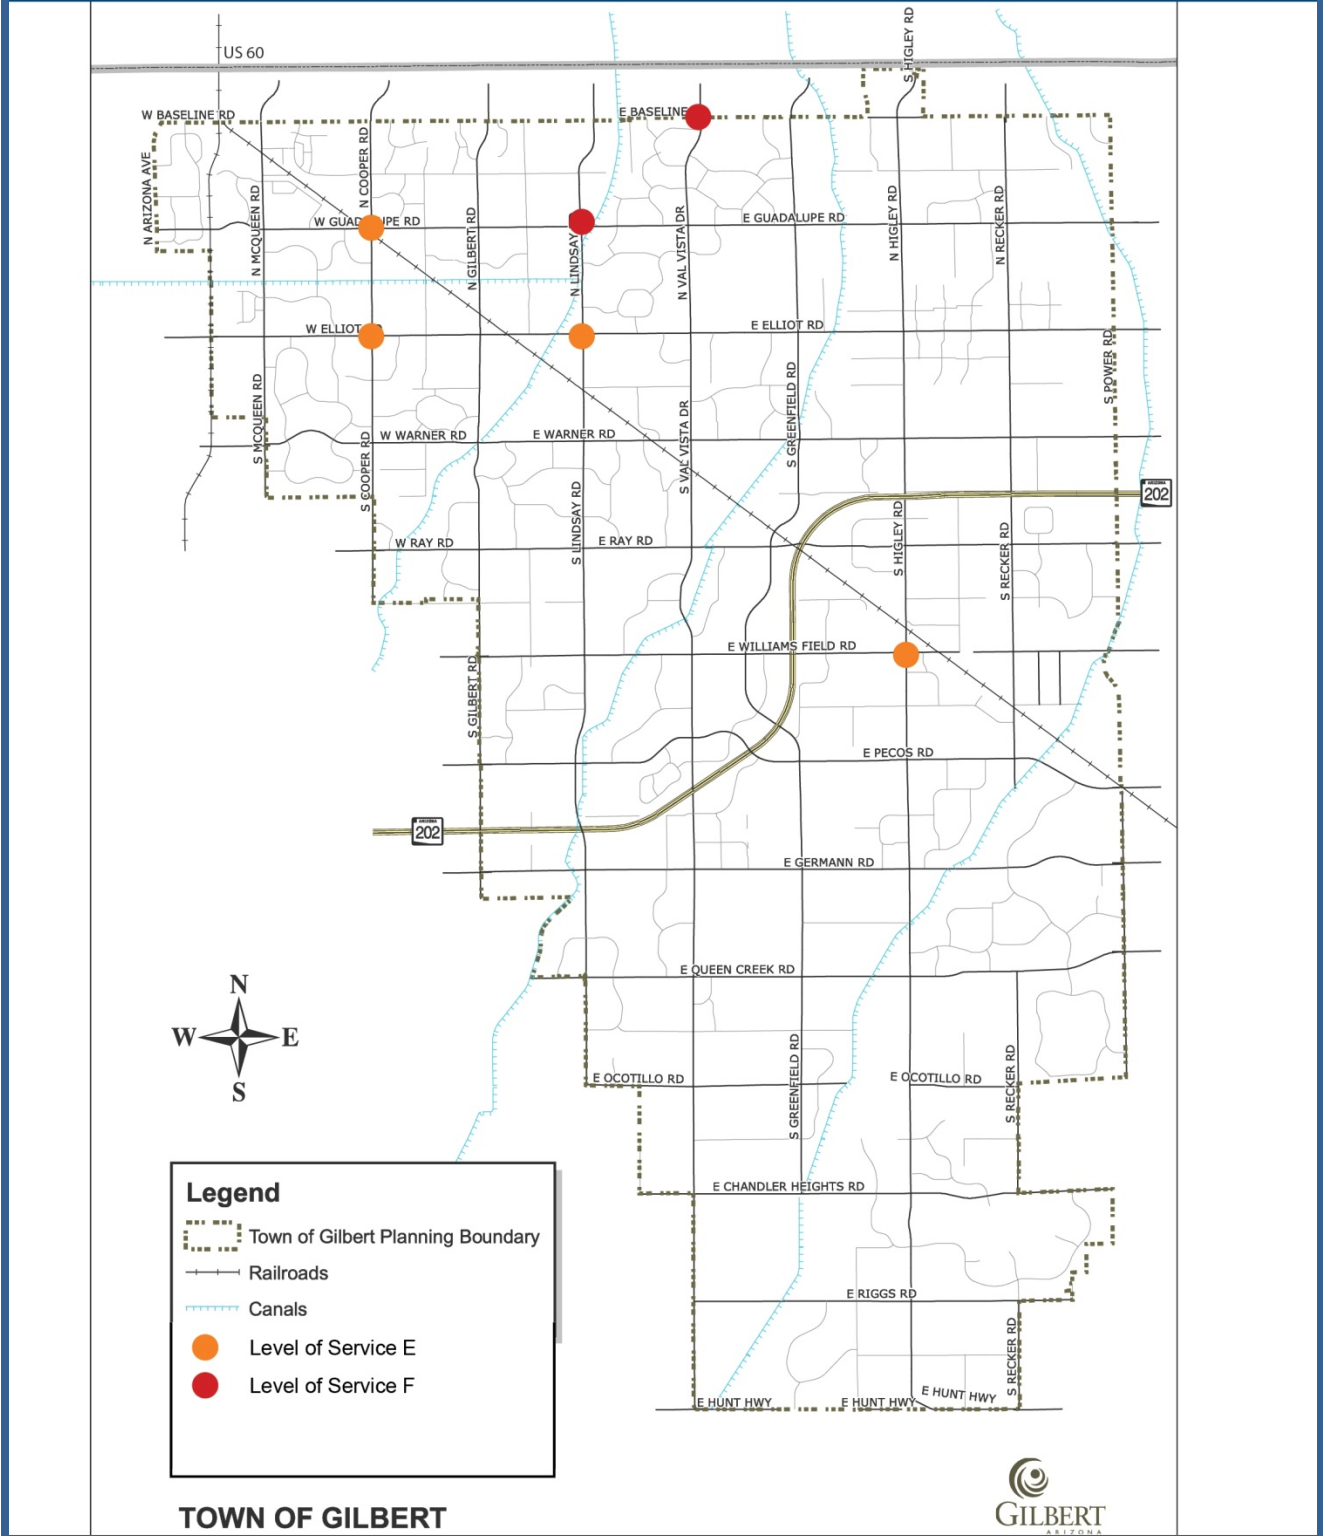 S HIGLEY RD
US 60
W BASELINE RD
E BASELINE
N ARIZONA AVE
N COOPER RD
N MCQUEEN RD
W GUADALUPE RD
N GILBERT RD
N LINDSAY
N VAL VISTA DR
E GUADALUPE RD
N HIGLEY RD
N RECKER RD
W ELLIOT RD
E ELLIOT RD
S POWER RD
S MCQUEEN RD
S COOPER RD
W WARNER RD
E WARNER RD
S VAL VISTA DR
S GREENFIELD RD
ARIZONA
202
S LINDSAY RD
W RAY RD
E RAY RD
S HIGLEY RD
S RECKER RD
S GILBERT RD
E WILLIAMS FIELD RD
E PECOS RD
ARIZONA
202
E GERMANN RD
E QUEEN CREEK RD
N
W
E
S
E OCOTILLO RD
S GREENFIELD RD
E OCOTILLO RD
S RECKER RD
E CHANDLER HEIGHTS RD
E RIGGS RD
S RECKER RD
E HUNT HWY
E HUNT HWY
E HUNT HWY
Legend
Town of Gilbert Planning Boundary
Railroads
Canals
Level of Service E
Level of Service F
TOWN OF GILBERT
GILBERT
ARIZONA